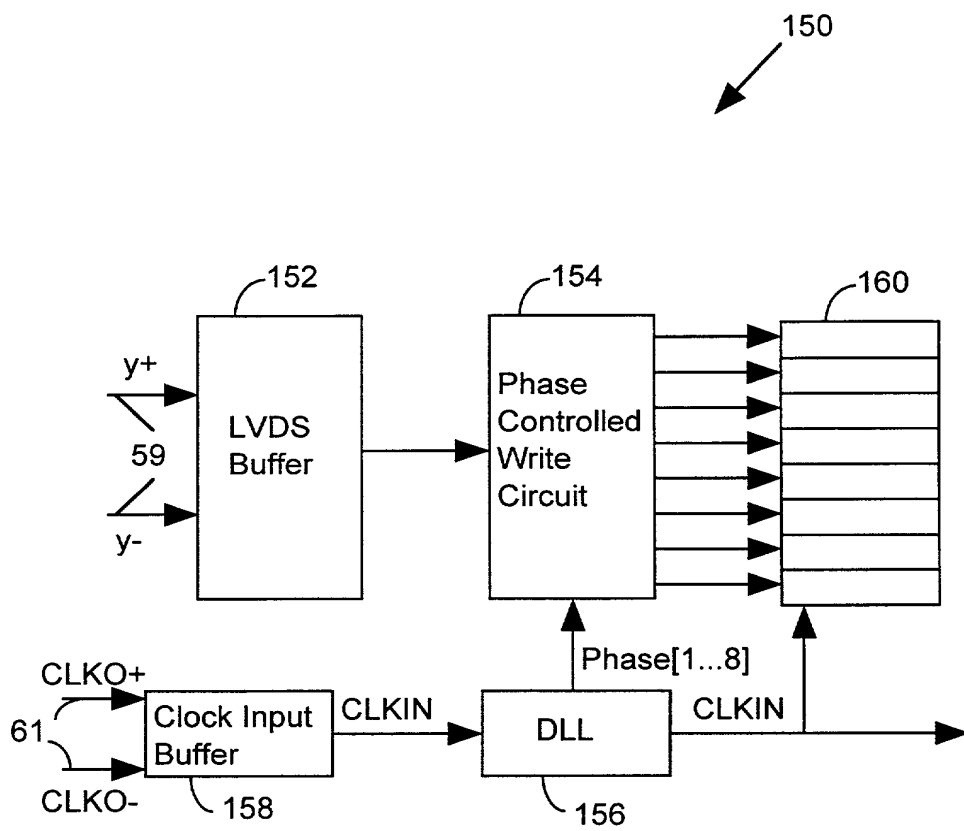 150
152
154
160
y+
59
y-
LVDS
Buffer
Phase
Controlled
Write
Circuit
Phase[1...8]
CLKO+
61
CLKO-
Clock Input
Buffer
CLKIN
DLL
CLKIN
158
156